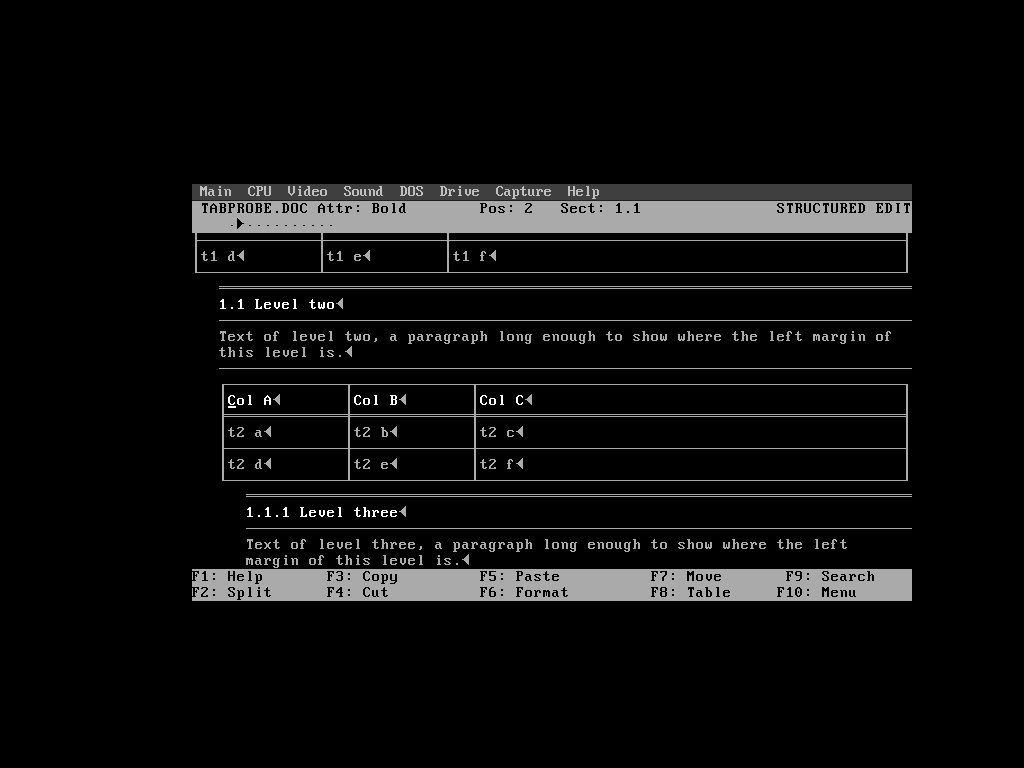 Main CPU Video Sound DOS Drive Capture Help
TABPROBE.DOC Attr: Bold Pos: 2 Sect: 1.1 STRUCTURED EDIT
t1 d t1 e t1 f
1.1 Level two
Text of level two, a paragraph long enough to show where the left margin of
this level is.
Col A Col B Col C
t2 a t2 b t2 c
t2 d t2 e t2 f
1.1.1 Level three
Text of level three, a paragraph long enough to show where the left
margin of this level is.
F1: Help F3: Copy F5: Paste F7: Move F9: Search
F2: Split F4: Cut F6: Format F8: Table F10: Menu